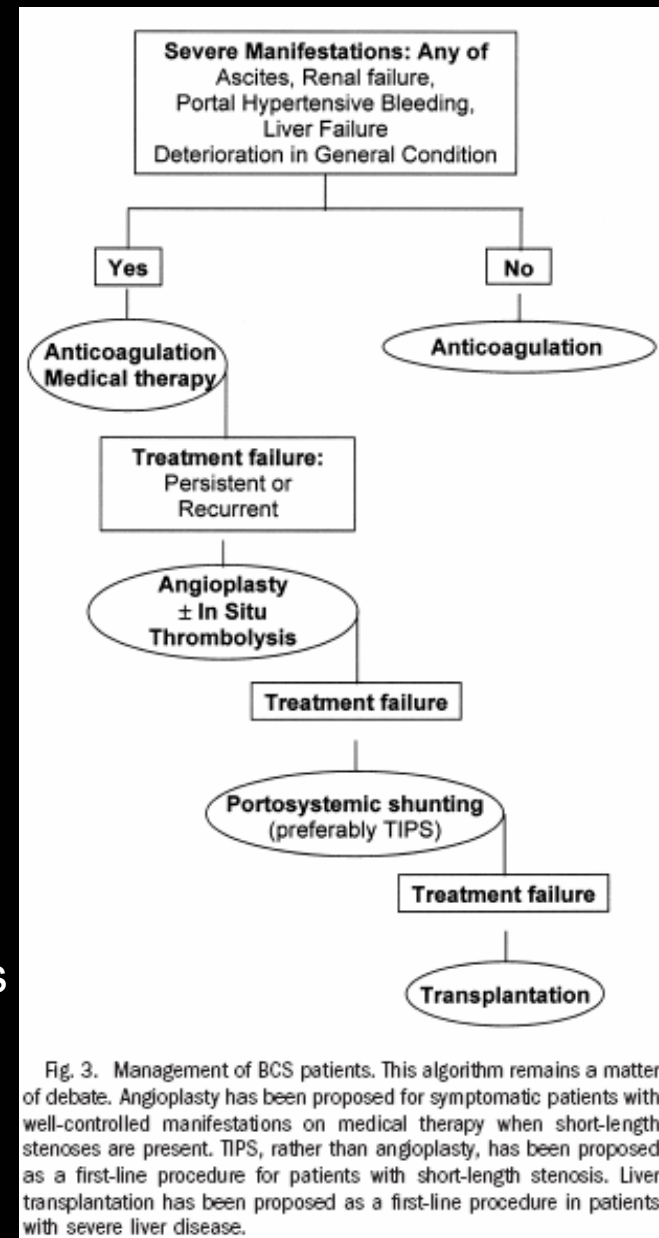 Severe Manifestations: Any of
Ascites, Renal failure,
Portal Hypertensive Bleeding,
Liver Failure
Deterioration in General Condition
Yes
No
Anticoagulation
Medical therapy
Anticoagulation
Treatment failure:
Persistent or
Recurrent
Angioplasty
± In Situ
Thrombolysis
Treatment failure
Portosystemic shunting
(preferably TIPS)
Treatment failure
s
Transplantation
Fig. 3. Management of BCS patients. This algorithm remains a matter
of debate. Angioplasty has been proposed for symptomatic patients with
well-controlled manifestations on medical therapy when short-length
stenoses are present. TIPS, rather than angioplasty, has been proposed
as a first-line procedure for patients with short-length stenosis. Liver
transplantation has been proposed as a first-line procedure in patients
with severe liver disease.